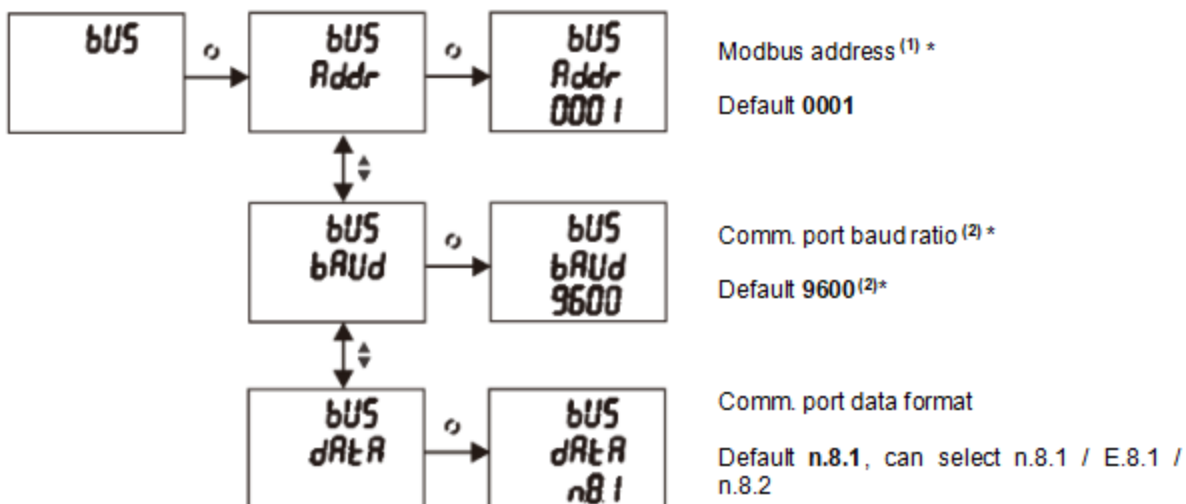 bUS
bUS
Addr
bUS
Addr
0001
Modbus address (1) *
Default 0001
bUS
bAUd
bUS
bAUd
9600
Comm. port baud ratio (2) *
Default 9600 (2)*
bUS
dAtA
bUS
dAtA
n8.1
Comm. port data format
Default n.8.1, can select n.8.1 / E.8.1 /
n.8.2